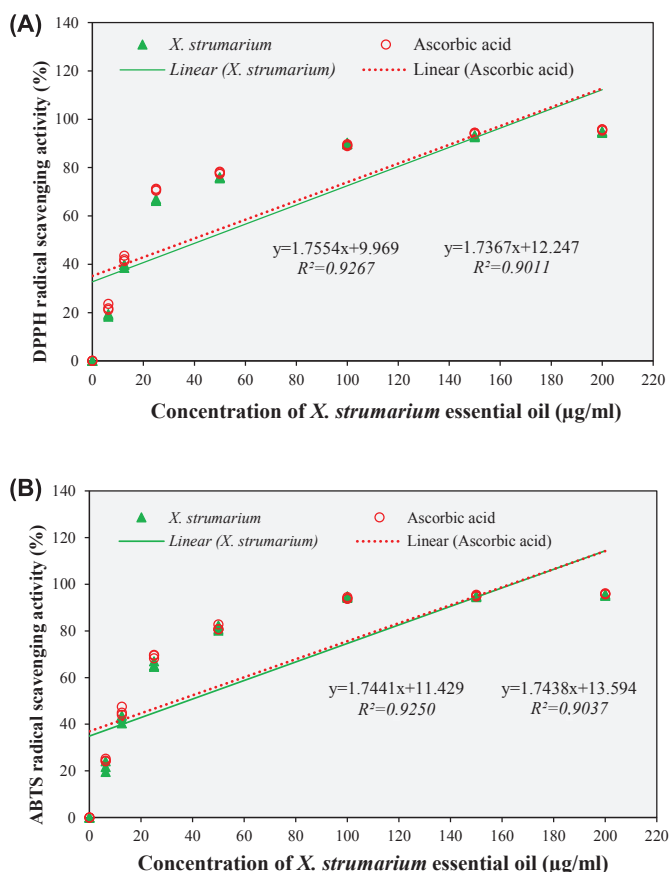 (A)
X. strumarium
Ascorbic acid
Linear (X. strumarium)
Linear (Ascorbic acid)
140
120
100
80
60
40
20
0
DPPH radical scavenging activity (%)
y=1.7554x+9.969
R²=0.9267
y=1.7367x+12.247
R²=0.9011
0 20 40 60 80 100 120 140 160 180 200 220
Concentration of X. strumarium essential oil (µg/ml)
(B)
X. strumarium
Ascorbic acid
Linear (X. strumarium)
Linear (Ascorbic acid)
140
120
100
80
60
40
20
0
ABTS radical scavenging activity (%)
y=1.7441x+11.429
R²=0.9250
y=1.7438x+13.594
R²=0.9037
0 20 40 60 80 100 120 140 160 180 200 220
Concentration of X. strumarium essential oil (µg/ml)